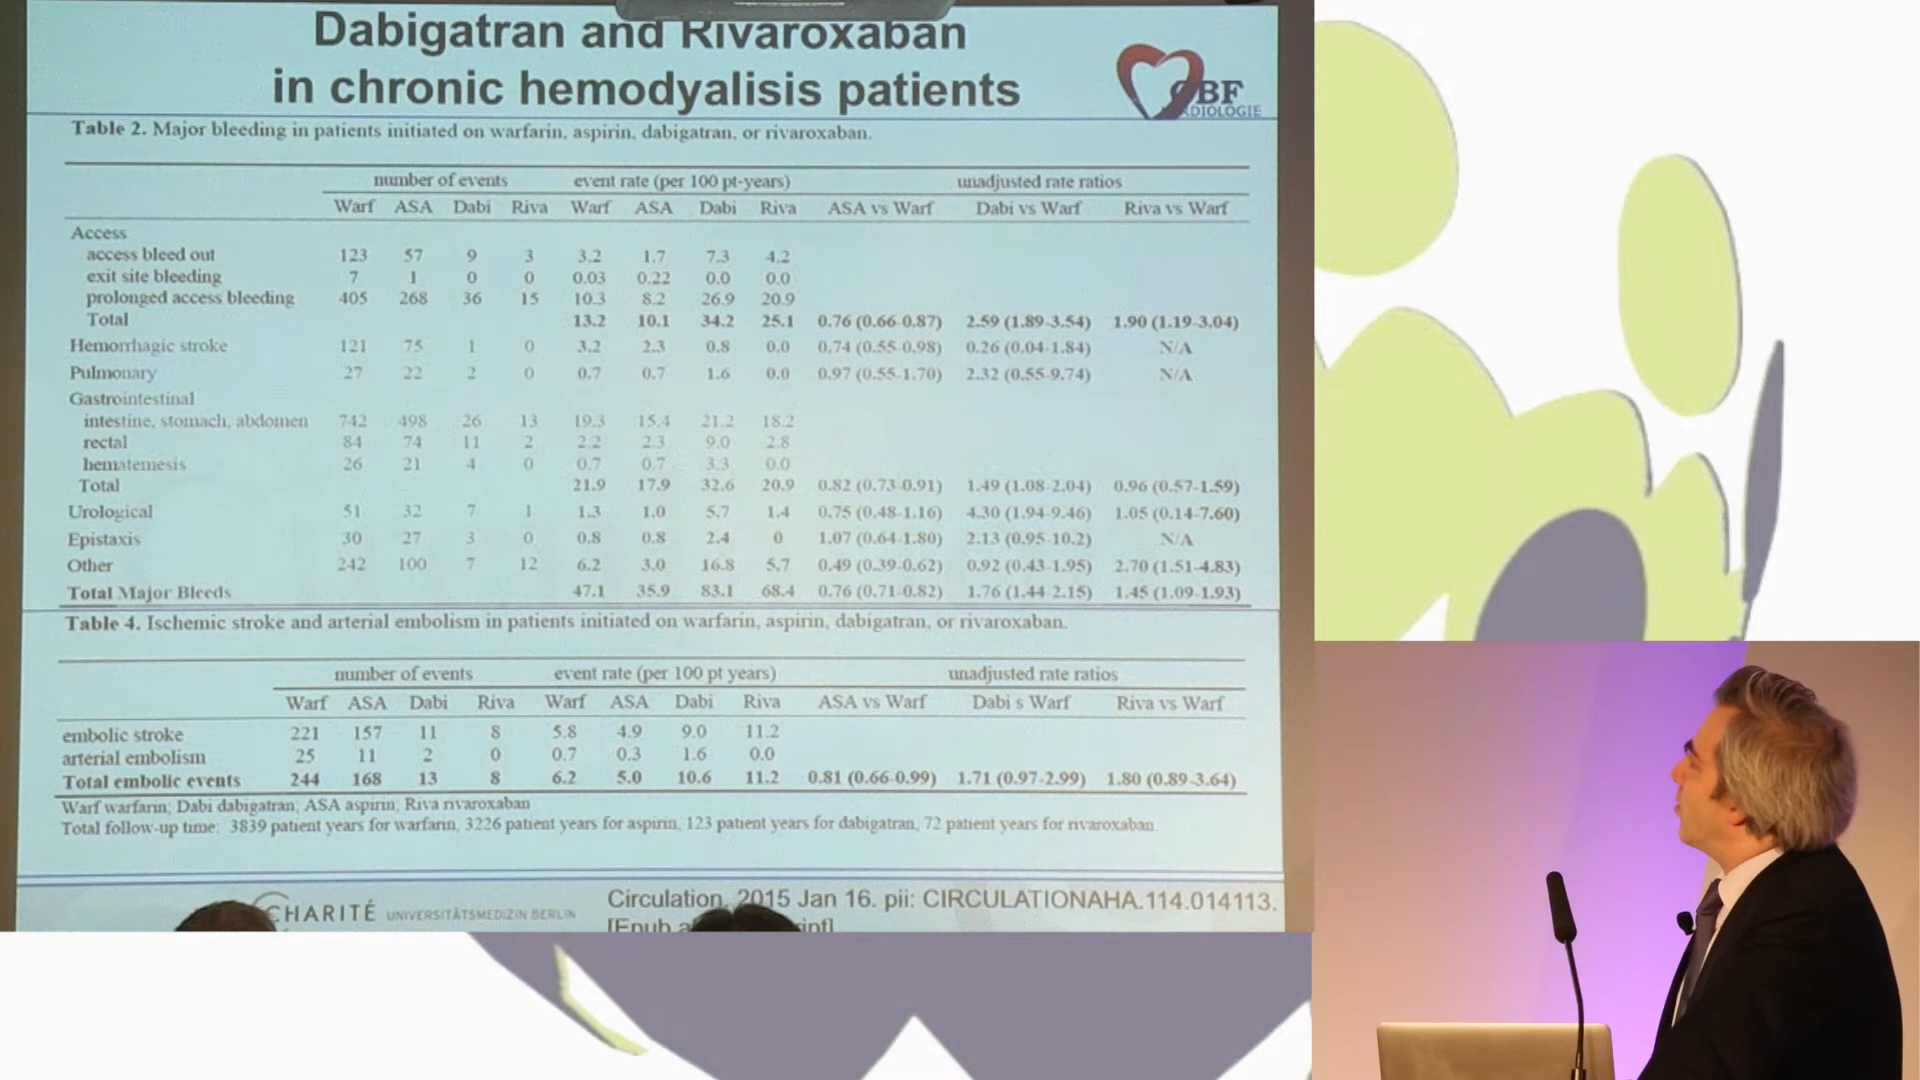 Dabigatran and Rivaroxaban
in chronic hemodyalisis patients
CBF
Table 2. Major bleeding in patients initiated on warfarin, aspirin, dabigatran, or rivaroxaban.
number of events event rate (per 100 pt-years) unadjusted rate ratios
Warf ASA Dabi Riva Warf ASA Dabi Riva ASA vs Warf Dabi vs Warf Riva vs Warf
Access
access bleed out 123 57 9 3 3.2 1.7 7.3 4.2
exit site bleeding 7 1 0 0 0.03 0.22 0.0 0.0
prolonged access bleeding 405 268 36 15 10.3 8.2 26.9 20.9
Total 13.2 10.1 34.2 25.1 0.76 (0.66-0.87) 2.59 (1.89-3.54) 1.90 (1.19-3.04)
Hemorrhagic stroke 121 75 1 0 3.2 2.3 0.8 0.0 0.74 (0.55-0.98) 0.26 (0.04-1.84) N/A
Pulmonary 27 22 2 0 0.7 0.7 1.6 0.0 0.97 (0.55-1.70) 2.32 (0.55-9.74) N/A
Gastrointestinal
intestine, stomach, abdomen 742 498 26 13 19.3 15.4 21.2 18.2
rectal 84 74 11 2 2.2 2.3 9.0 2.8
hematemesis 26 21 4 0 0.7 0.7 3.3 0.0
Total 21.9 17.9 32.6 20.9 0.82 (0.73-0.91) 1.49 (1.08-2.04) 0.96 (0.57-1.59)
Urological 51 32 7 1 1.3 1.0 5.7 1.4 0.75 (0.48-1.16) 4.30 (1.94-9.46) 1.05 (0.14-7.60)
Epistaxis 30 27 3 0 0.8 0.8 2.4 0 1.07 (0.64-1.80) 2.13 (0.95-10.2) N/A
Other 242 100 7 12 6.2 3.0 16.8 5.7 0.49 (0.39-0.62) 0.92 (0.43-1.95) 2.70 (1.51-4.83)
Total Major Bleeds 47.1 35.9 83.1 68.4 0.76 (0.71-0.82) 1.76 (1.44-2.15) 1.45 (1.09-1.93)
Table 4. Ischemic stroke and arterial embolism in patients initiated on warfarin, aspirin, dabigatran, or rivaroxaban.
number of events event rate (per 100 pt years) unadjusted rate ratios
Warf ASA Dabi Riva Warf ASA Dabi Riva ASA vs Warf Dabi s Warf Riva vs Warf
embolic stroke 221 157 11 8 5.8 4.9 9.0 11.2
arterial embolism 25 11 2 0 0.7 0.3 1.6 0.0
Total embolic events 244 168 13 8 6.2 5.0 10.6 11.2 0.81 (0.66-0.99) 1.71 (0.97-2.99) 1.80 (0.89-3.64)
Warf warfarin; Dabi dabigatran; ASA aspirin; Riva rivaroxaban
Total follow-up time: 3839 patient years for warfarin, 3226 patient years for aspirin, 123 patient years for dabigatran, 72 patient years for rivaroxaban.
CHARITÉ UNIVERSITÄTSMEDIZIN BERLIN
Circulation. 2015 Jan 16. pii: CIRCULATIONAHA.114.014113.
[Epub